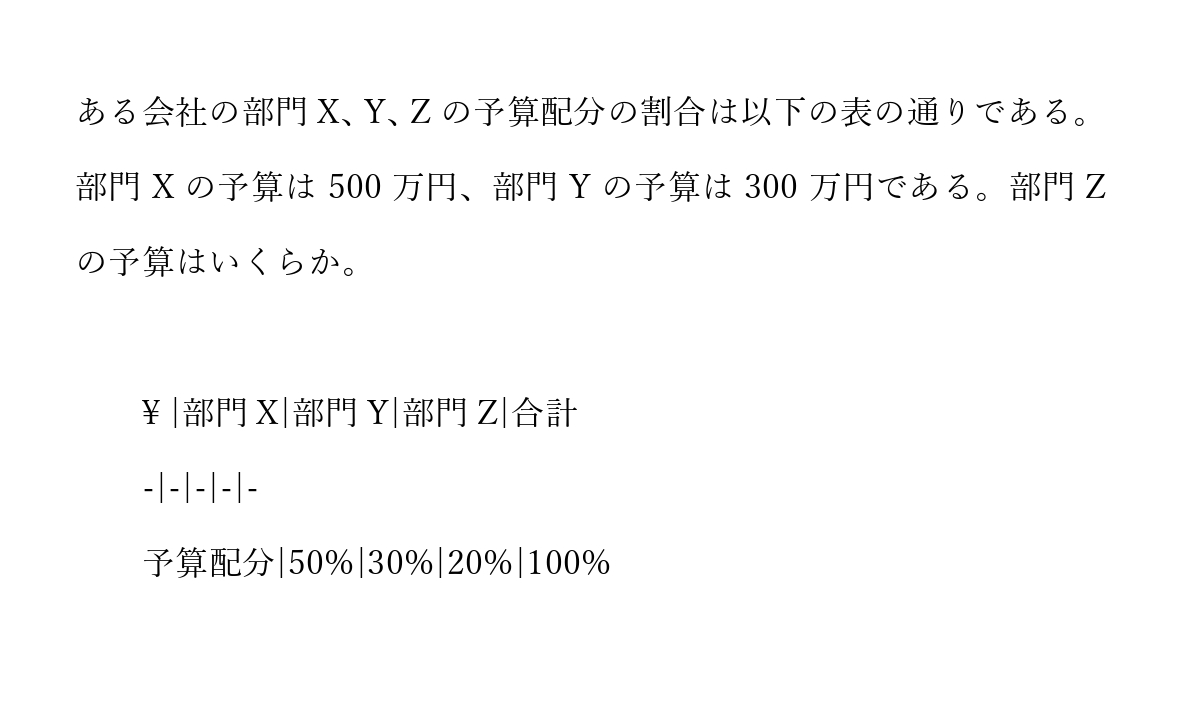 ある会社の部門 X、Y、Z の予算配分の割合は以下の表の通りである。
部門 X の予算は 500 万円、部門 Y の予算は 300 万円である。部門 Z
の予算はいくらか。
¥ |部門 X|部門 Y|部門 Z|合計
-|-|-|-|-
予算配分|50%|30%|20%|100%